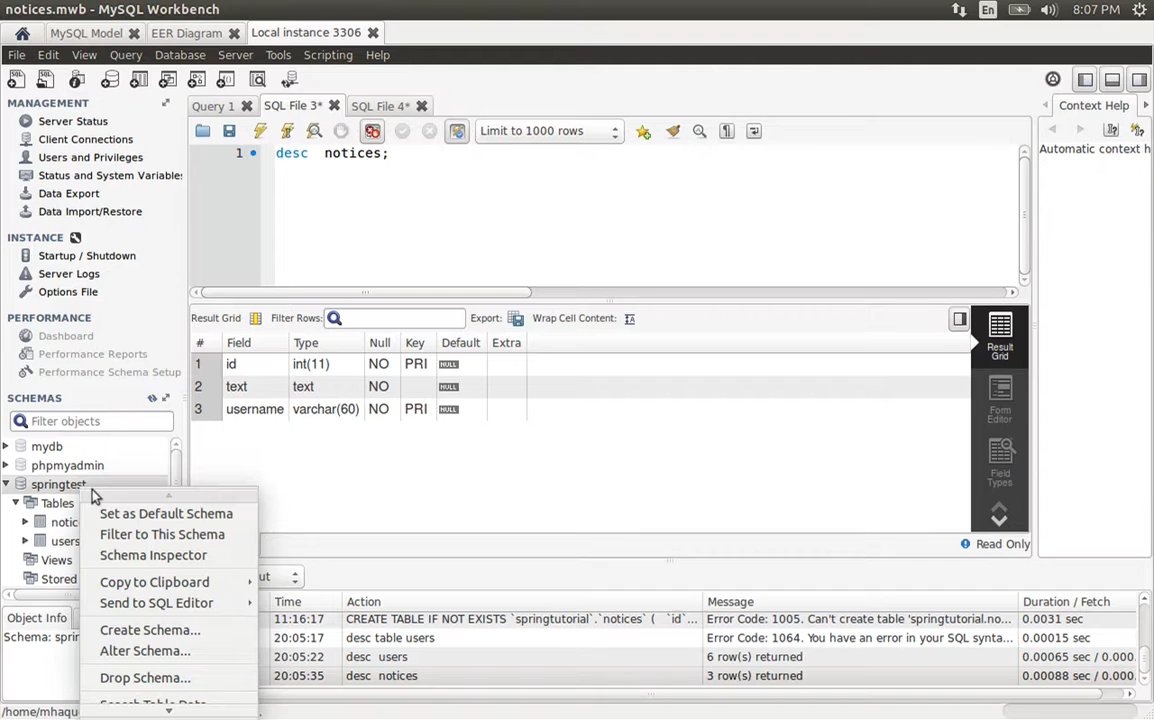 notices.mwb - MySQL Workbench
En
8:07 PM
MySQL Model
EER Diagram
Local instance 3306
File Edit View Query Database Server Tools Scripting Help
MANAGEMENT
Server Status
Client Connections
Users and Privileges
Status and System Variables
Data Export
Data Import/Restore
INSTANCE
Startup / Shutdown
Server Logs
Options File
PERFORMANCE
Dashboard
Performance Reports
Performance Schema Setup
SCHEMAS
Filter objects
mydb
phpmyadmin
springtest
Tables
notic
users
Views
Stored
Object Info
Schema: sprin
/home/mhaqu
Query 1
SQL File 3*
SQL File 4*
Limit to 1000 rows
1 desc notices;
Result Grid Filter Rows: Export: Wrap Cell Content:
# Field Type Null Key Default Extra
1 id int(11) NO PRI NULL
2 text text NO NULL
3 username varchar(60) NO PRI NULL
Result Grid
Form Editor
Field Types
Read Only
Context Help
Automatic context h
Set as Default Schema
Filter to This Schema
Schema Inspector
Copy to Clipboard
Send to SQL Editor
Create Schema...
Alter Schema...
Drop Schema...
Search Table Data
ut
Time Action Message Duration / Fetch
11:16:17 CREATE TABLE IF NOT EXISTS `springtutorial`.`notices` ( `id`... Error Code: 1005. Can't create table 'springtutorial.no... 0.0031 sec
20:05:17 desc table users Error Code: 1064. You have an error in your SQL synta... 0.00015 sec
20:05:22 desc users 6 row(s) returned 0.00065 sec / 0.000...
20:05:35 desc notices 3 row(s) returned 0.00088 sec / 0.000...